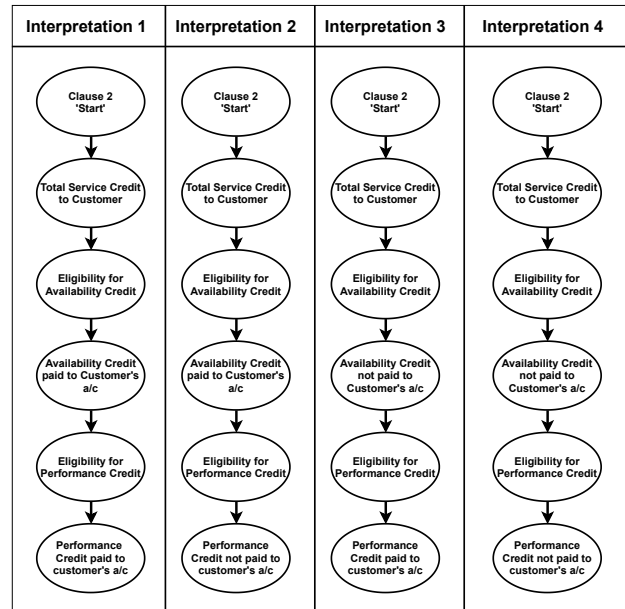 Interpretation 1
Interpretation 2
Interpretation 3
Interpretation 4
Clause 2
'Start'
Clause 2
'Start'
Clause 2
'Start'
Clause 2
'Start'
Total Service Credit
to Customer
Total Service Credit
to Customer
Total Service Credit
to Customer
Total Service Credit
to Customer
Eligibility for
Availability Credit
Eligibility for
Availability Credit
Eligibility for
Availability Credit
Eligibility for
Availability Credit
Availability Credit
paid to Customer's
a/c
Availability Credit
paid to Customer's
a/c
Availability Credit
not paid to
Customer's a/c
Availability Credit
not paid to
Customer's a/c
Eligibility for
Performance Credit
Eligibility for
Performance Credit
Eligibility for
Performance Credit
Eligibility for
Performance Credit
Performance
Credit paid to
customer's a/c
Performance
Credit not paid to
customer's a/c
Performance
Credit paid to
customer's a/c
Performance
Credit not paid to
customer's a/c